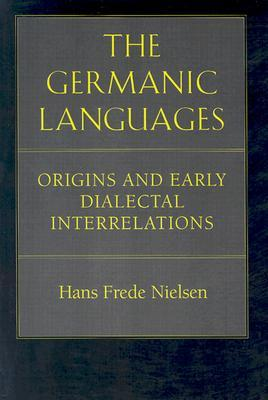 THE
GERMANIC
LANGUAGES
ORIGINS AND EARLY
DIALECTAL
INTERRELATIONS
Hans Frede Nielsen